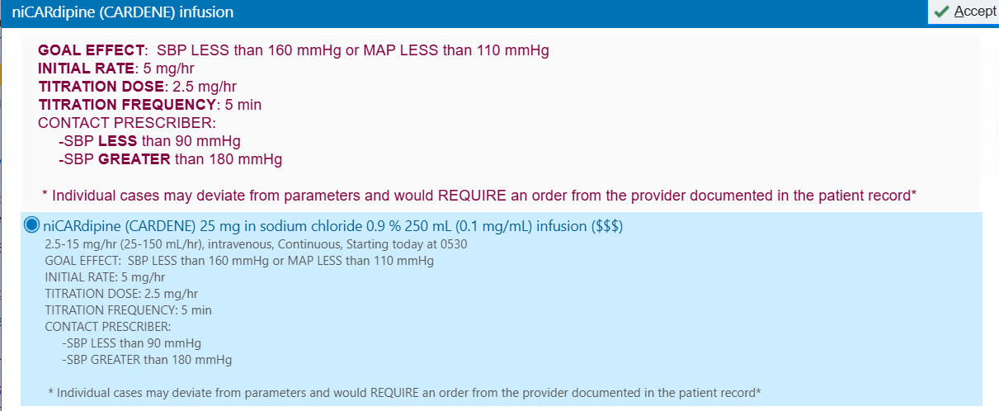 niCARdipine (CARDENE) infusion
Accept
GOAL EFFECT: SBP LESS than 160 mmHg or MAP LESS than 110 mmHg
INITIAL RATE: 5 mg/hr
TITRATION DOSE: 2.5 mg/hr
TITRATION FREQUENCY: 5 min
CONTACT PRESCRIBER:
-SBP LESS than 90 mmHg
-SBP GREATER than 180 mmHg
* Individual cases may deviate from parameters and would REQUIRE an order from the provider documented in the patient record*
niCARdipine (CARDENE) 25 mg in sodium chloride 0.9 % 250 mL (0.1 mg/mL) infusion ($$$)
2.5-15 mg/hr (25-150 mL/hr), intravenous, Continuous, Starting today at 0530
GOAL EFFECT: SBP LESS than 160 mmHg or MAP LESS than 110 mmHg
INITIAL RATE: 5 mg/hr
TITRATION DOSE: 2.5 mg/hr
TITRATION FREQUENCY: 5 min
CONTACT PRESCRIBER:
-SBP LESS than 90 mmHg
-SBP GREATER than 180 mmHg
* Individual cases may deviate from parameters and would REQUIRE an order from the provider documented in the patient record*